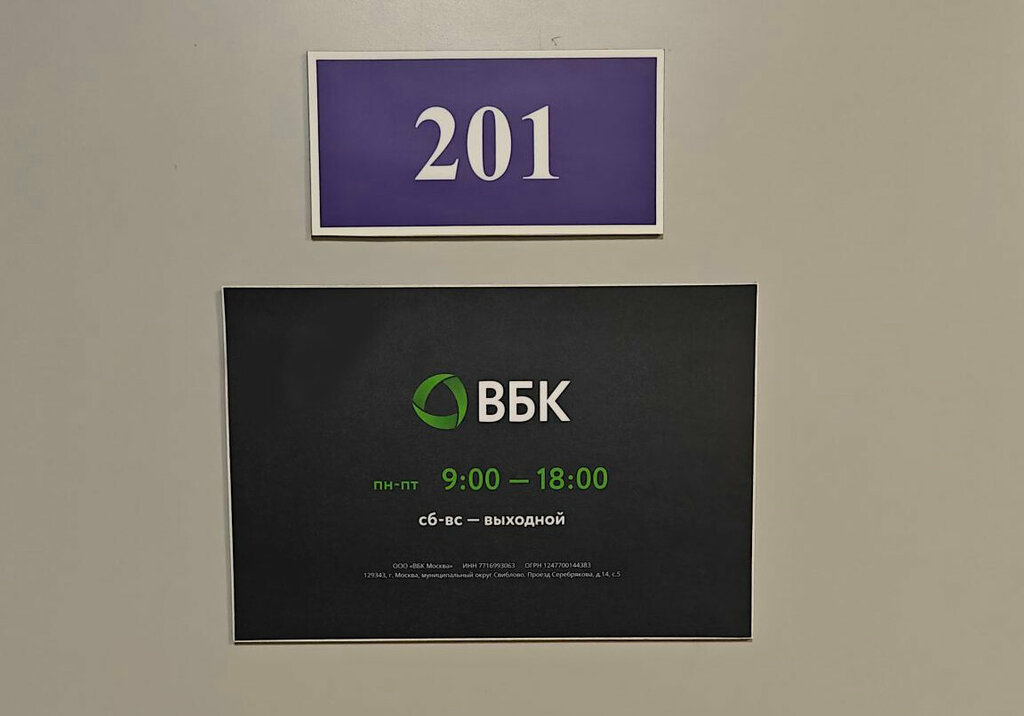 201
ВБК
пн-пт 9:00 — 18:00
сб-вс — выходной
ООО «ВБК Москва» ИНН 7716993063 ОГРН 1247700144383
129343, г. Москва, муниципальный округ Свиблово, Проезд Серебрякова, д.14, с.5